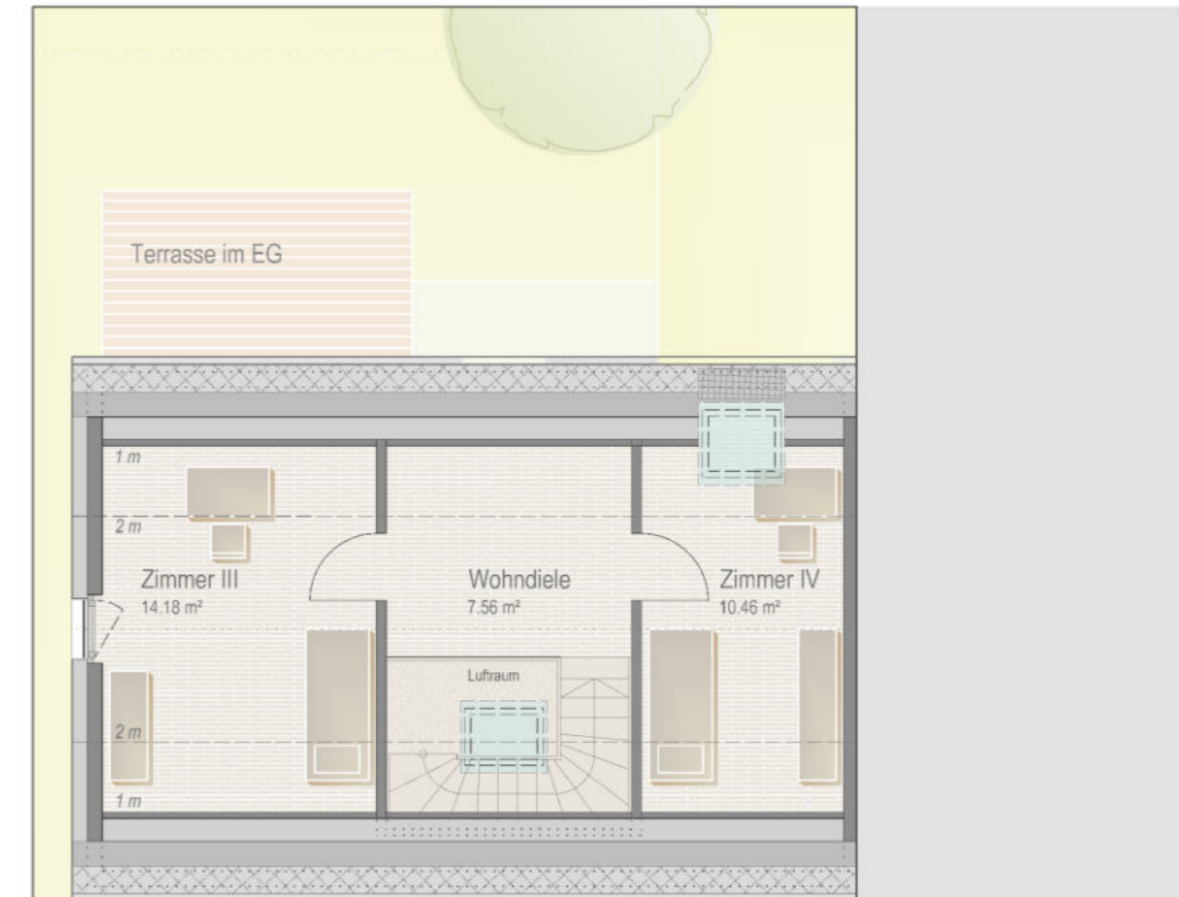 Terrasse im EG
1 m
2 m
Zimmer III
14.18 m²
Wohndiele
7.56 m²
Zimmer IV
10.46 m²
Luftraum
2 m
1 m